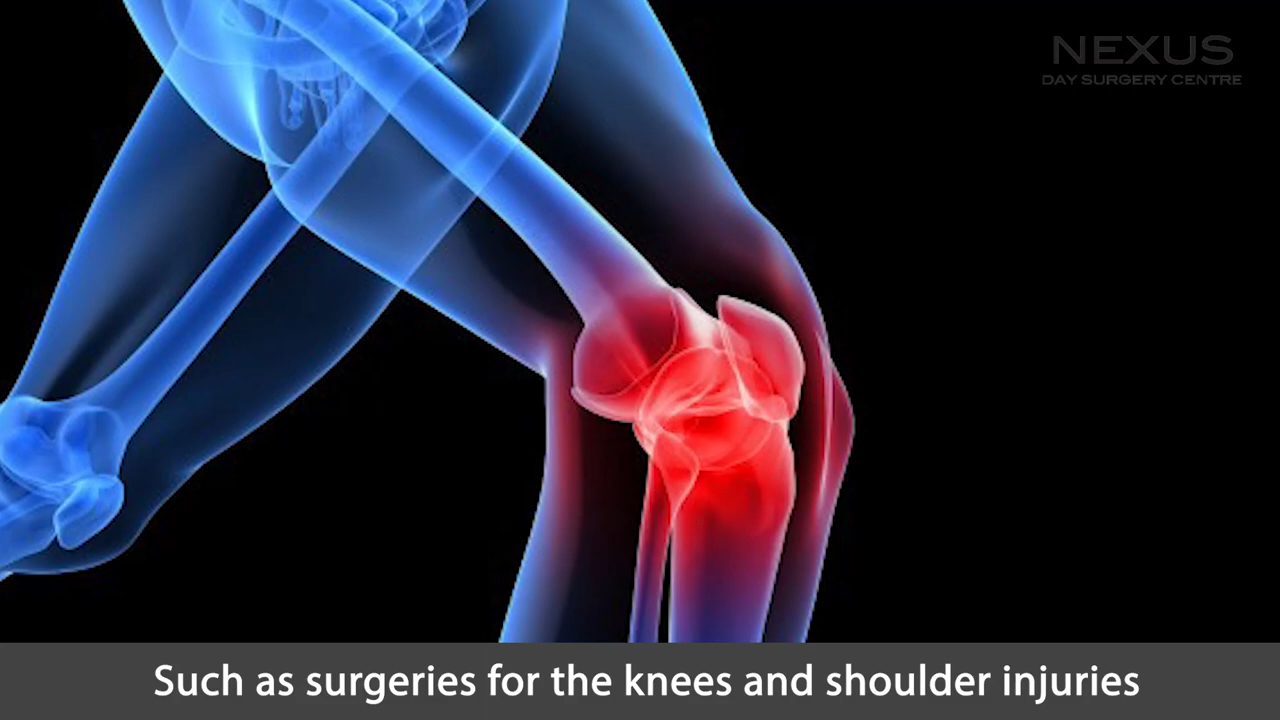 NEXUS
DAY SURGERY CENTRE
Such as surgeries for the knees and shoulder injuries